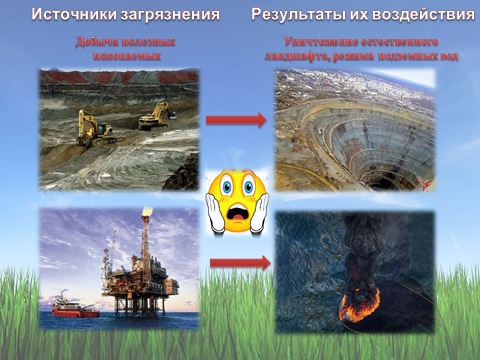 Источники загрязнения
Результаты их воздействия
Добыча полезных
ископаемых
Уничтожение естественного
ландшафта, режима подземных вод